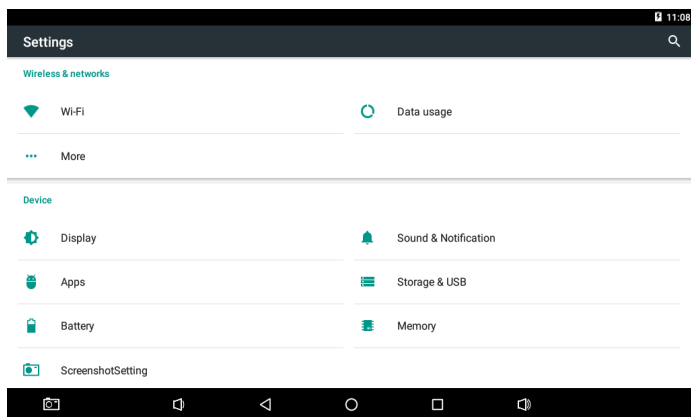 11:08
Settings
Wireless & networks
Wi-Fi
Data usage
More
Device
Display
Sound & Notification
Apps
Storage & USB
Battery
Memory
ScreenshotSetting